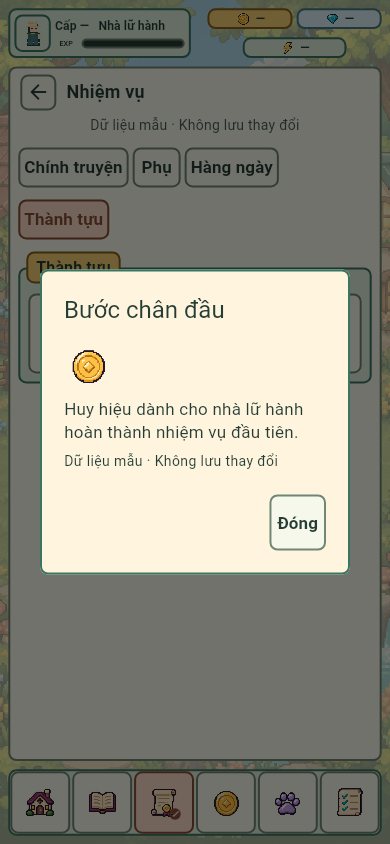 Cấp — Nhà lữ hành
EXP
—
—
—
Nhiệm vụ
Dữ liệu mẫu · Không lưu thay đổi
Chính truyện
Phụ
Hàng ngày
Thành tựu
Thành tựu
Bước chân đầu
Huy hiệu dành cho nhà lữ hành
hoàn thành nhiệm vụ đầu tiên.
Dữ liệu mẫu · Không lưu thay đổi
Đóng